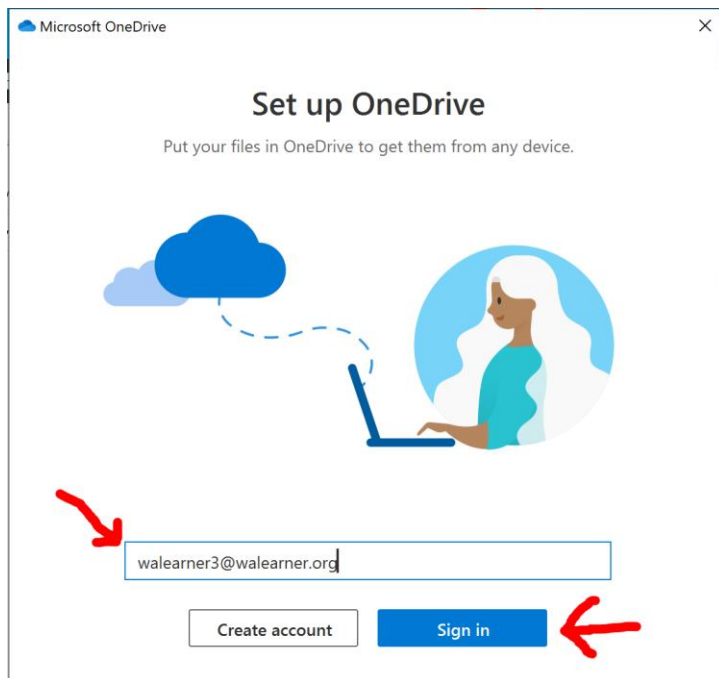 Microsoft OneDrive
Set up OneDrive
Put your files in OneDrive to get them from any device.
walearner3@walearner.org
Create account
Sign in